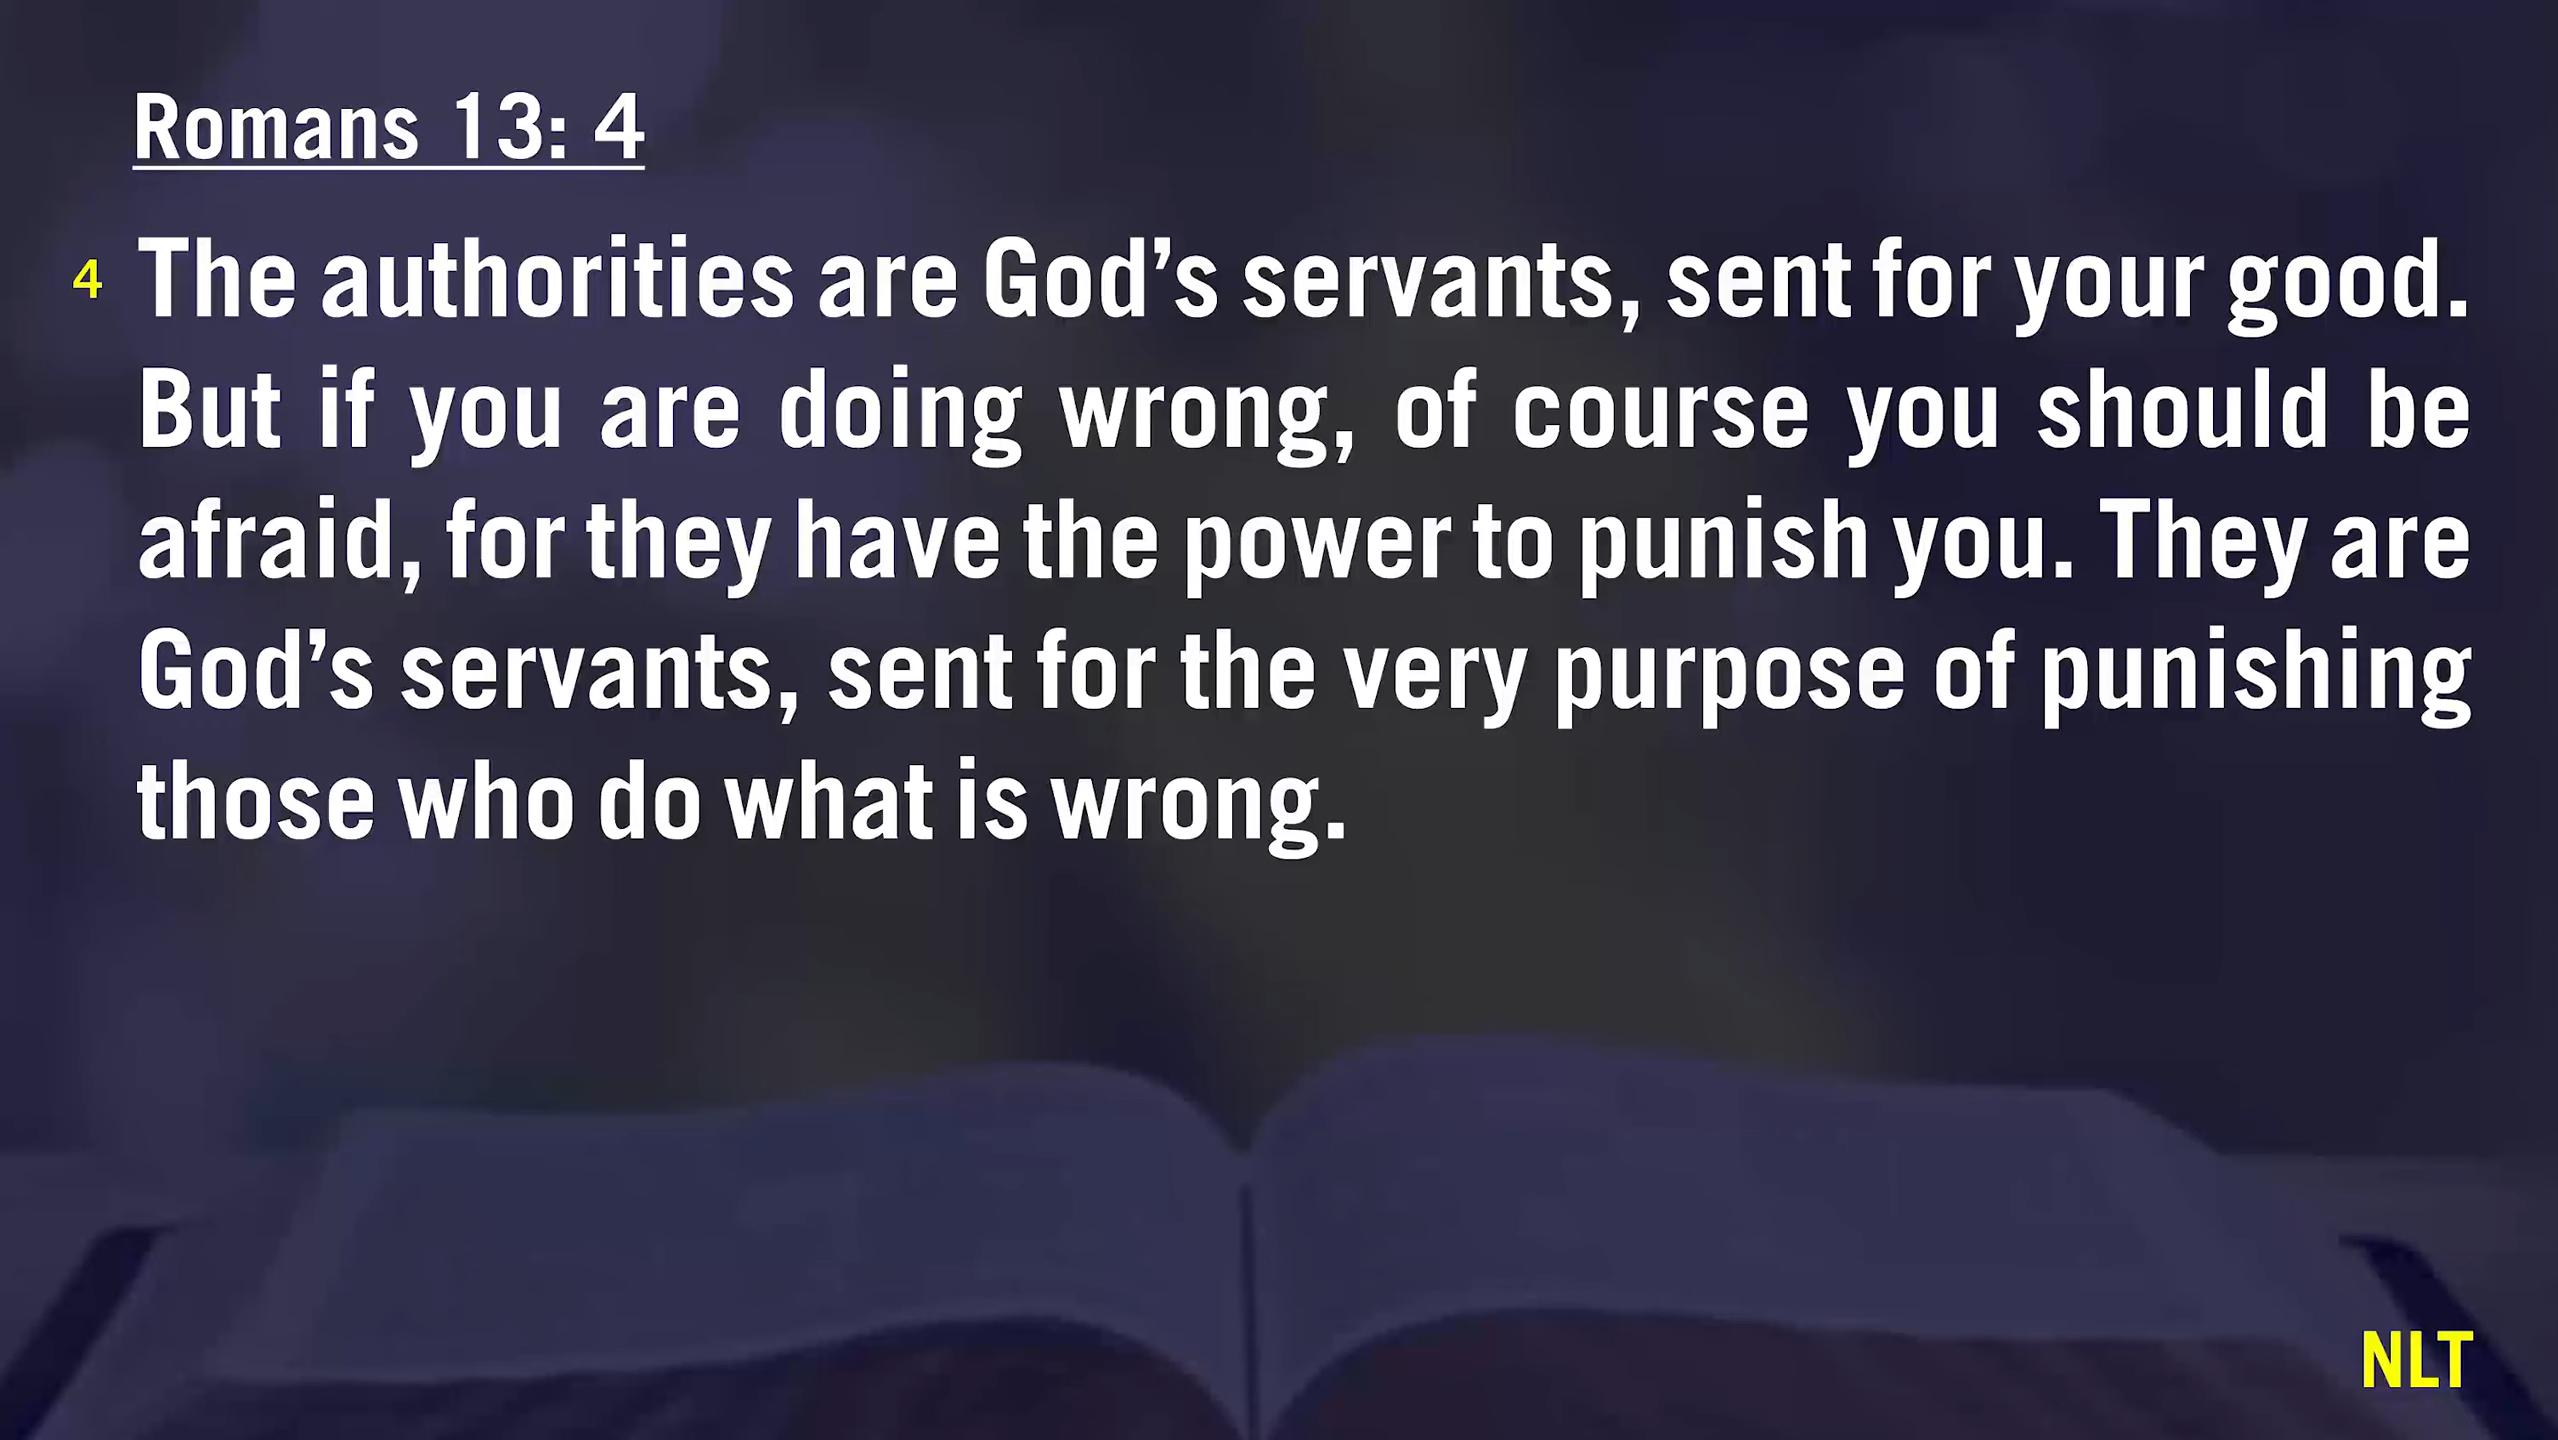 Romans 13: 4
4 The authorities are God’s servants, sent for your good.
But if you are doing wrong, of course you should be
afraid, for they have the power to punish you. They are
God’s servants, sent for the very purpose of punishing
those who do what is wrong.
NLT